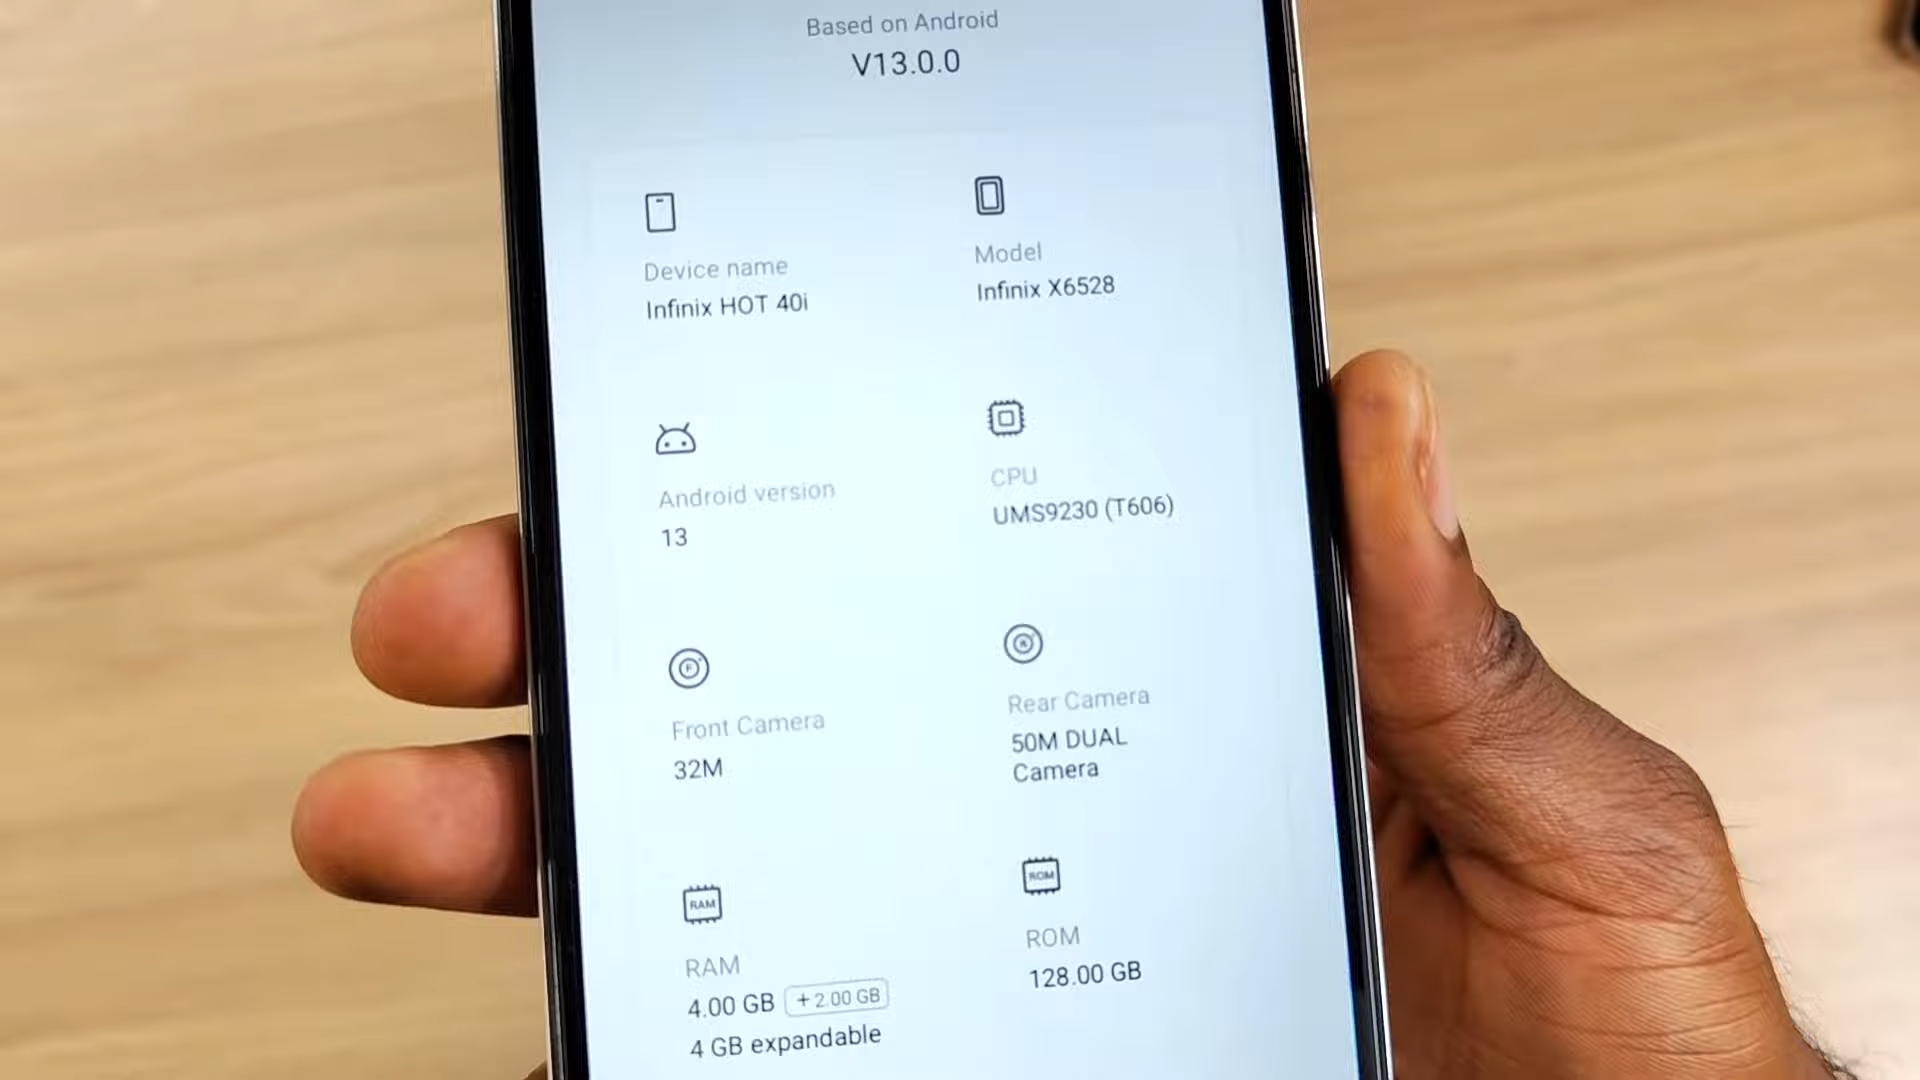 Based on Android
V13.0.0
Device name
Infinix HOT 40i
Model
Infinix X6528
Android version
13
CPU
UMS9230 (T606)
Front Camera
32M
Rear Camera
50M DUAL
Camera
RAM
RAM
4.00 GB +2.00 GB
4 GB expandable
ROM
ROM
128.00 GB